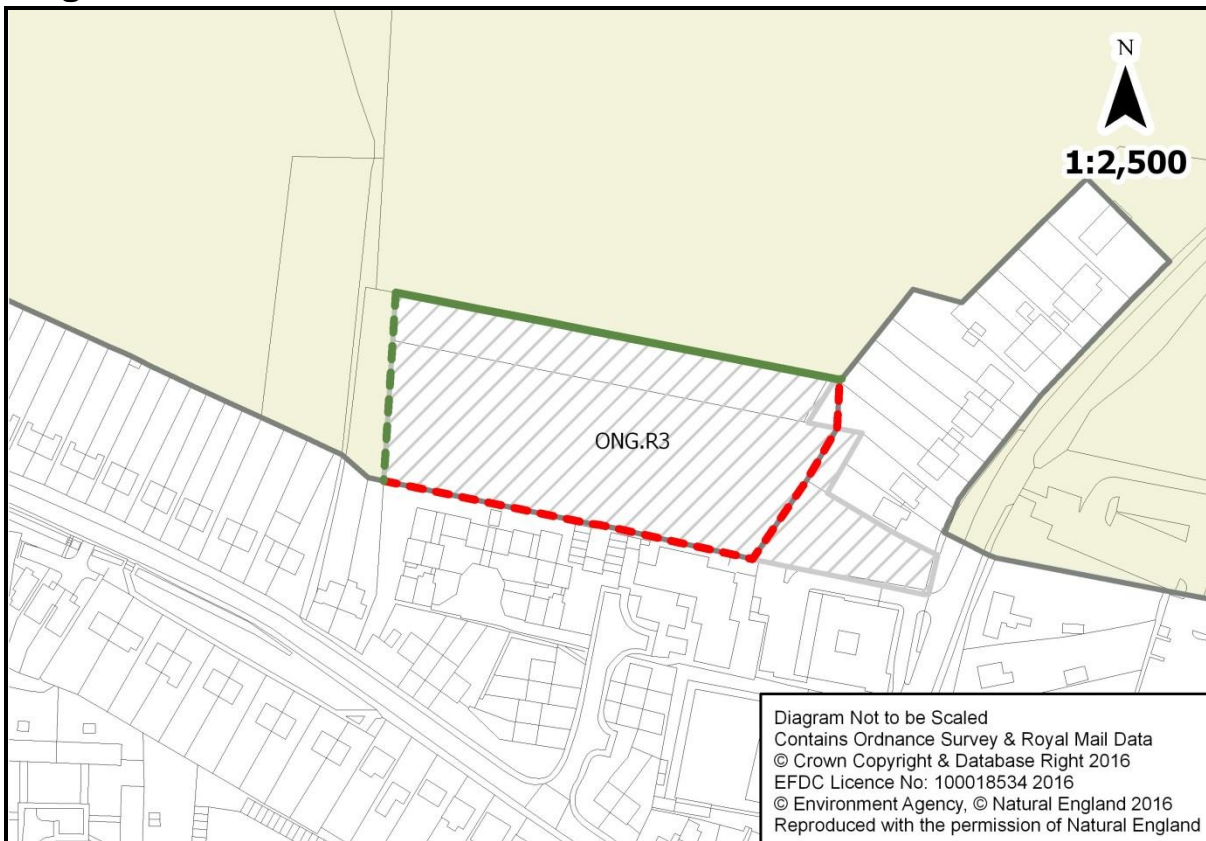 N
1:2,500
ONG.R3
Diagram Not to be Scaled
Contains Ordnance Survey & Royal Mail Data
© Crown Copyright & Database Right 2016
EFDC Licence No: 100018534 2016
© Environment Agency, © Natural England 2016
Reproduced with the permission of Natural England